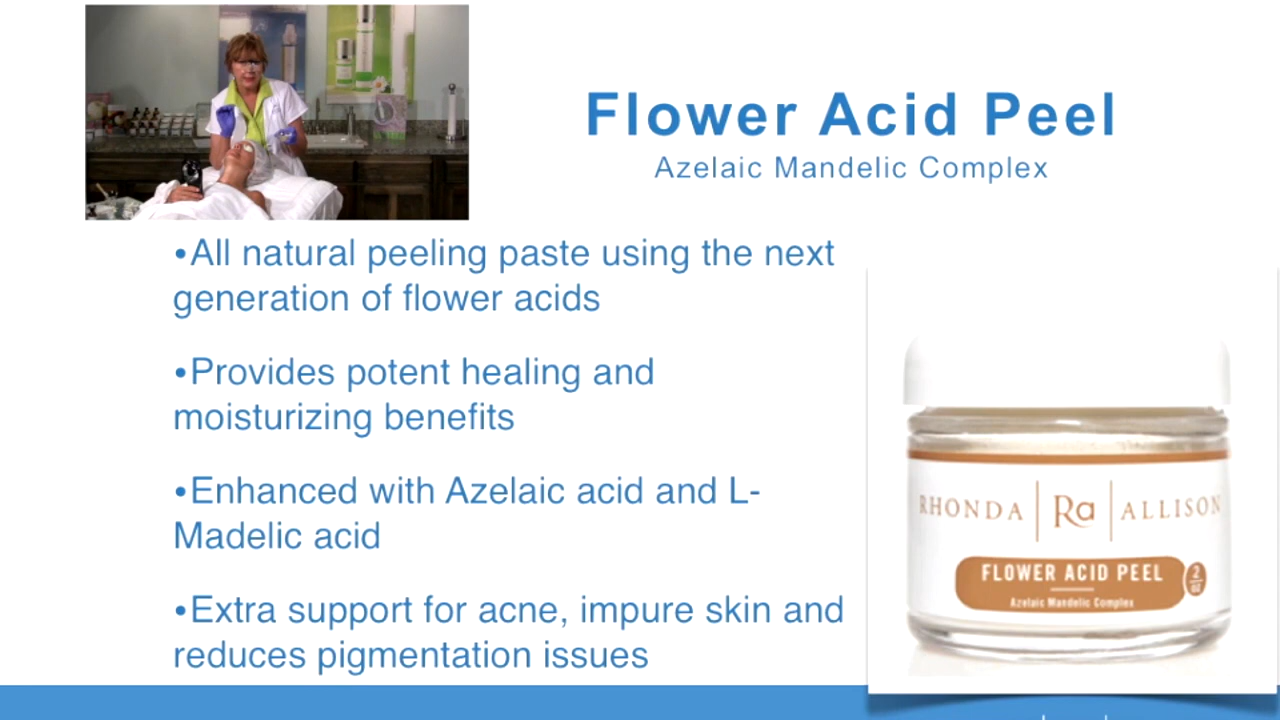 Flower Acid Peel
Azelaic Mandelic Complex
•All natural peeling paste using the next
generation of flower acids
•Provides potent healing and
moisturizing benefits
•Enhanced with Azelaic acid and L-
Madelic acid
•Extra support for acne, impure skin and
reduces pigmentation issues
RHONDA Ra ALLISON
FLOWER ACID PEEL 2 oz
Azelaic Mandelic Complex